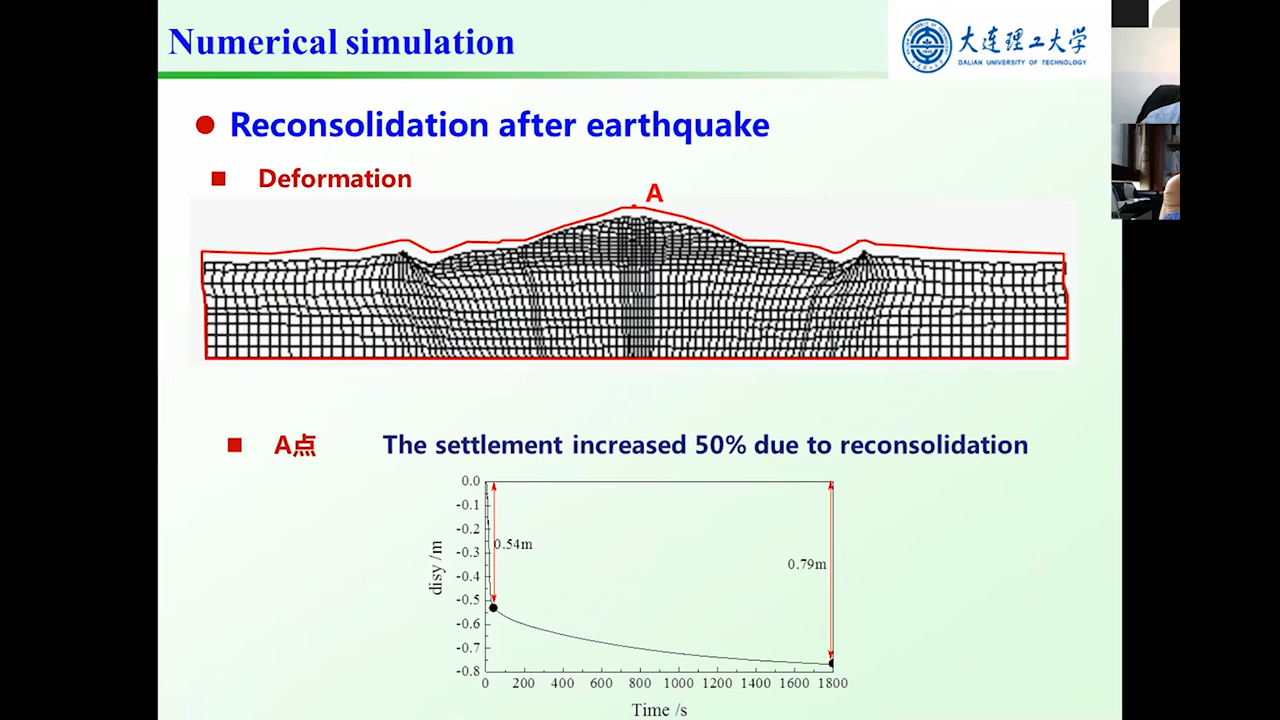 Numerical simulation
大连理工大学
DALIAN UNIVERSITY OF TECHNOLOGY
Reconsolidation after earthquake
Deformation
A
A点 The settlement increased 50% due to reconsolidation
0.0
-0.1
-0.2
-0.3
-0.4
-0.5
-0.6
-0.7
-0.8
disy /m
0.54m
0.79m
0 200 400 600 800 1000 1200 1400 1600 1800
Time /s